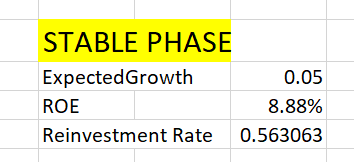 STABLE PHASE
ExpectedGrowth 0.05
ROE 8.88%
Reinvestment Rate 0.563063